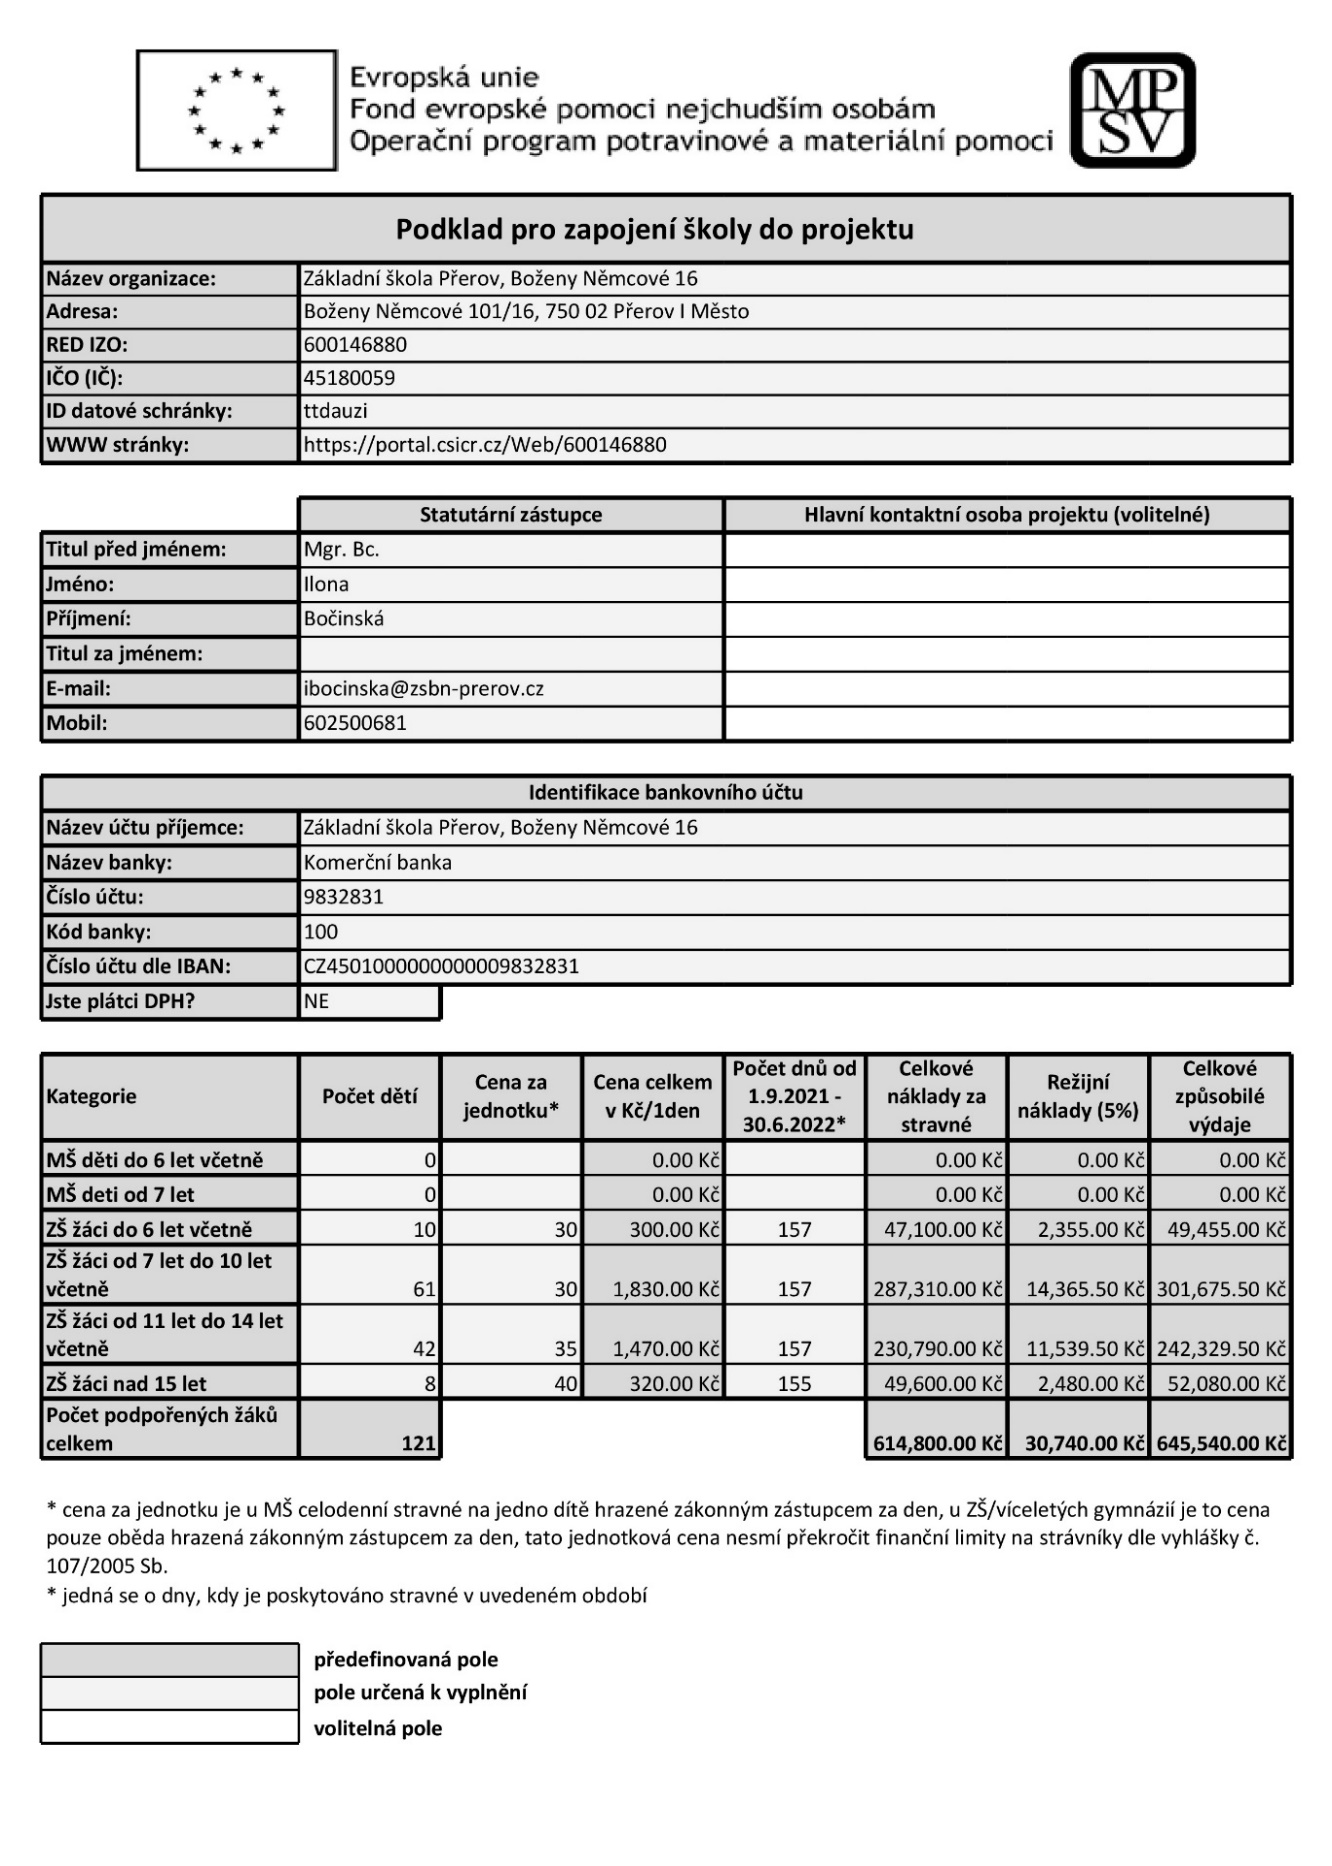 Evropská unie
Fond evropské pomoci nejchudším osobám
Operační program potravinové a materiální pomoci
MP
SV
Podklad pro zapojení školy do projektu
Název organizace: Základní škola Přerov, Boženy Němcové 16
Adresa: Boženy Němcové 101/16, 750 02 Přerov I Město
RED IZO: 600146880
IČO (IČ): 45180059
ID datové schránky: ttdauzi
WWW stránky: https://portal.csicr.cz/Web/600146880
Statutární zástupce Hlavní kontaktní osoba projektu (volitelné)
Titul před jménem: Mgr. Bc.
Jméno: Ilona
Příjmení: Bočinská
Titul za jménem:
E-mail: ibocinska@zsbn-prerov.cz
Mobil: 602500681
Identifikace bankovního účtu
Název účtu příjemce: Základní škola Přerov, Boženy Němcové 16
Název banky: Komerční banka
Číslo účtu: 9832831
Kód banky: 100
Číslo účtu dle IBAN: CZ4501000000000009832831
Jste plátci DPH? NE
Kategorie Počet dětí Cena za jednotku* Cena celkem v Kč/1den Počet dnů od 1.9.2021 - 30.6.2022* Celkové náklady za stravné Režijní náklady (5%) Celkové způsobilé výdaje
MŠ děti do 6 let včetně 0 0.00 Kč 0.00 Kč 0.00 Kč 0.00 Kč
MŠ deti od 7 let 0 0.00 Kč 0.00 Kč 0.00 Kč 0.00 Kč
ZŠ žáci do 6 let včetně 10 30 300.00 Kč 157 47,100.00 Kč 2,355.00 Kč 49,455.00 Kč
ZŠ žáci od 7 let do 10 let
včetně 61 30 1,830.00 Kč 157 287,310.00 Kč 14,365.50 Kč 301,675.50 Kč
ZŠ žáci od 11 let do 14 let
včetně 42 35 1,470.00 Kč 157 230,790.00 Kč 11,539.50 Kč 242,329.50 Kč
ZŠ žáci nad 15 let 8 40 320.00 Kč 155 49,600.00 Kč 2,480.00 Kč 52,080.00 Kč
Počet podpořených žáků
celkem 121 614,800.00 Kč 30,740.00 Kč 645,540.00 Kč
* cena za jednotku je u MŠ celodenní stravné na jedno dítě hrazené zákonným zástupcem za den, u ZŠ/víceletých gymnázií je to cena
pouze oběda hrazená zákonným zástupcem za den, tato jednotková cena nesmí překročit finanční limity na strávníky dle vyhlášky č.
107/2005 Sb.
* jedná se o dny, kdy je poskytováno stravné v uvedeném období
předefinovaná pole
pole určená k vyplnění
volitelná pole